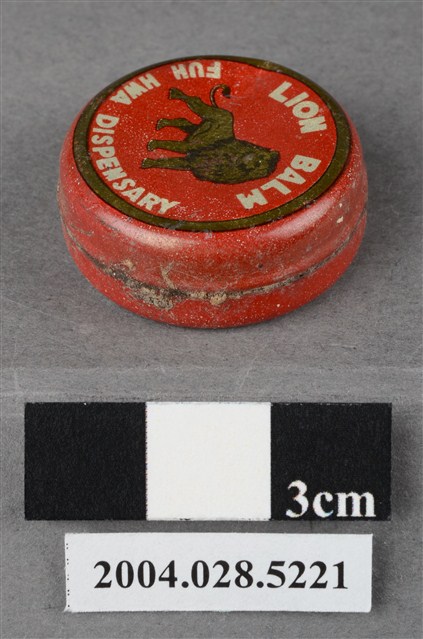 LION BALM
FUH HWA DISPENSARY
3cm
2004.028.5221